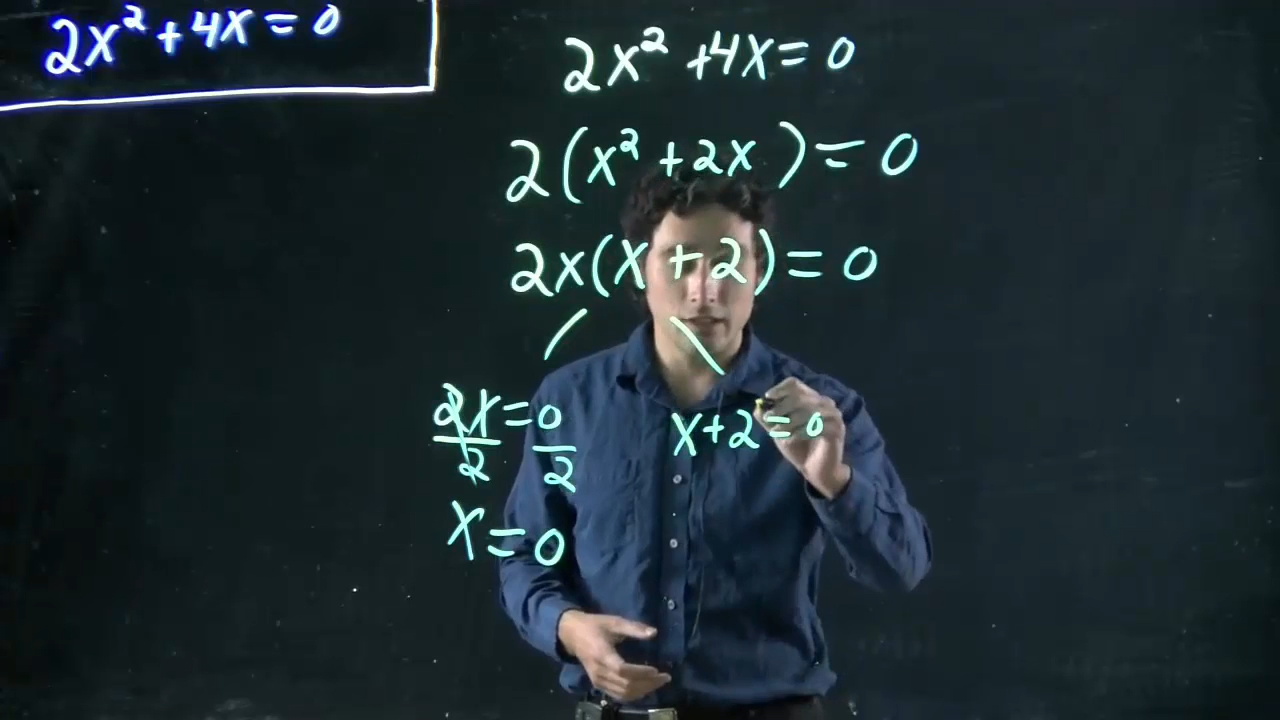 2x² + 4x = 0
2x² + 4x = 0
2(x² + 2x) = 0
2x(x + 2) = 0
2x = 0 x + 2 = 0
2 2
x = 0